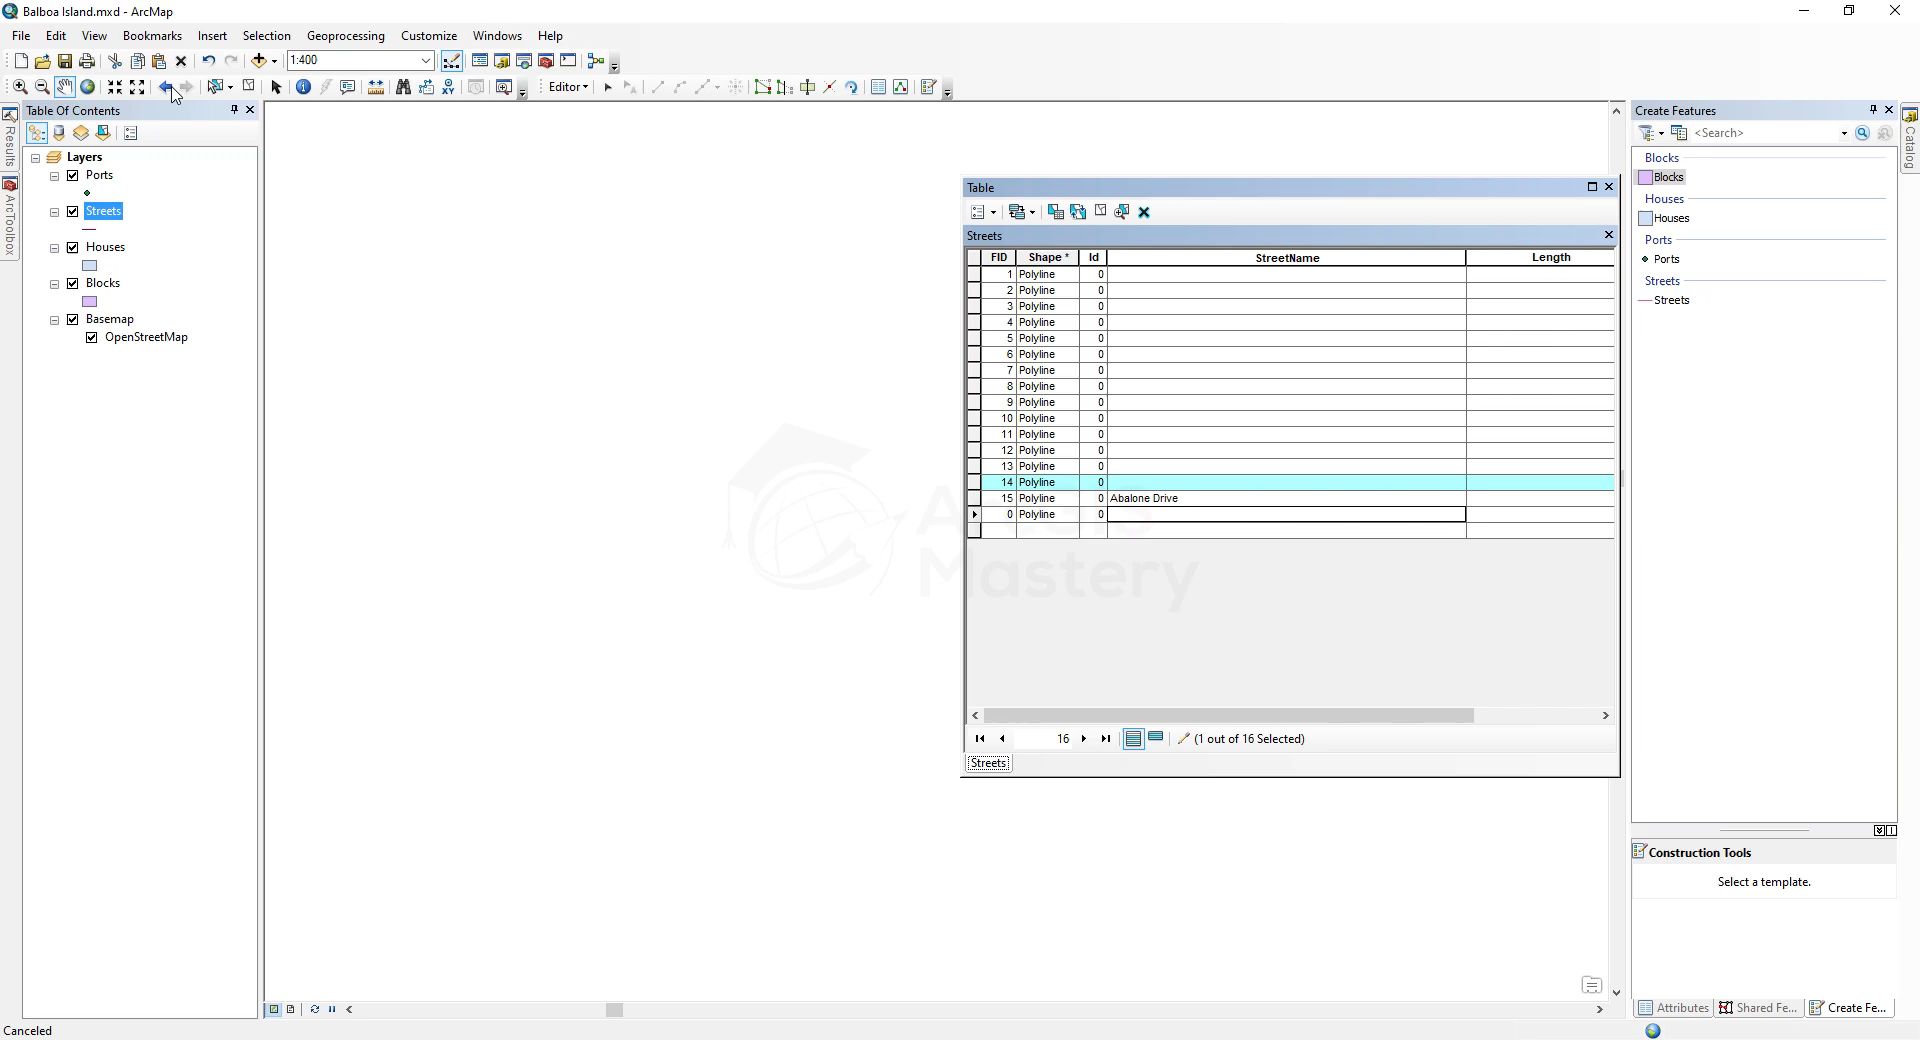 Balboa Island.mxd - ArcMap
File Edit View Bookmarks Insert Selection Geoprocessing Customize Windows Help
1:400
Editor
Table Of Contents
Results
ArcToolbox
Layers
Ports
Streets
Houses
Blocks
Basemap
OpenStreetMap
Table
Streets
FID Shape * Id StreetName Length
1 Polyline 0
2 Polyline 0
3 Polyline 0
4 Polyline 0
5 Polyline 0
6 Polyline 0
7 Polyline 0
8 Polyline 0
9 Polyline 0
10 Polyline 0
11 Polyline 0
12 Polyline 0
13 Polyline 0
14 Polyline 0
15 Polyline 0 Abalone Drive
0 Polyline 0
16 (1 out of 16 Selected)
Streets
Mastery
Create Features
<Search>
Catalog
Blocks
Blocks
Houses
Houses
Ports
Ports
Streets
Streets
Construction Tools
Select a template.
Attributes Shared Fe... Create Fe...
Canceled